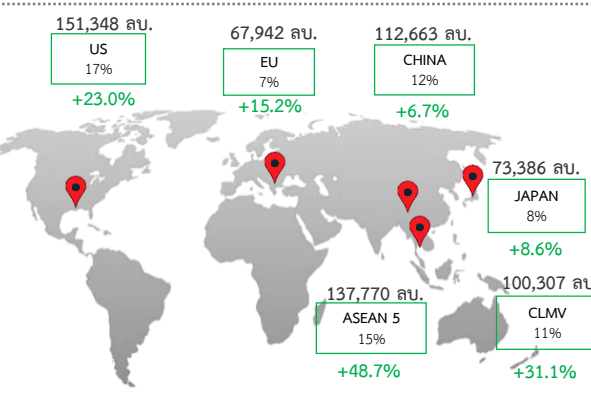 151,348 ลบ.
US
17%
+23.0%
67,942 ลบ.
EU
7%
+15.2%
112,663 ลบ.
CHINA
12%
+6.7%
73,386 ลบ.
JAPAN
8%
+8.6%
137,770 ลบ.
ASEAN 5
15%
+48.7%
100,307 ลบ
CLMV
11%
+31.1%